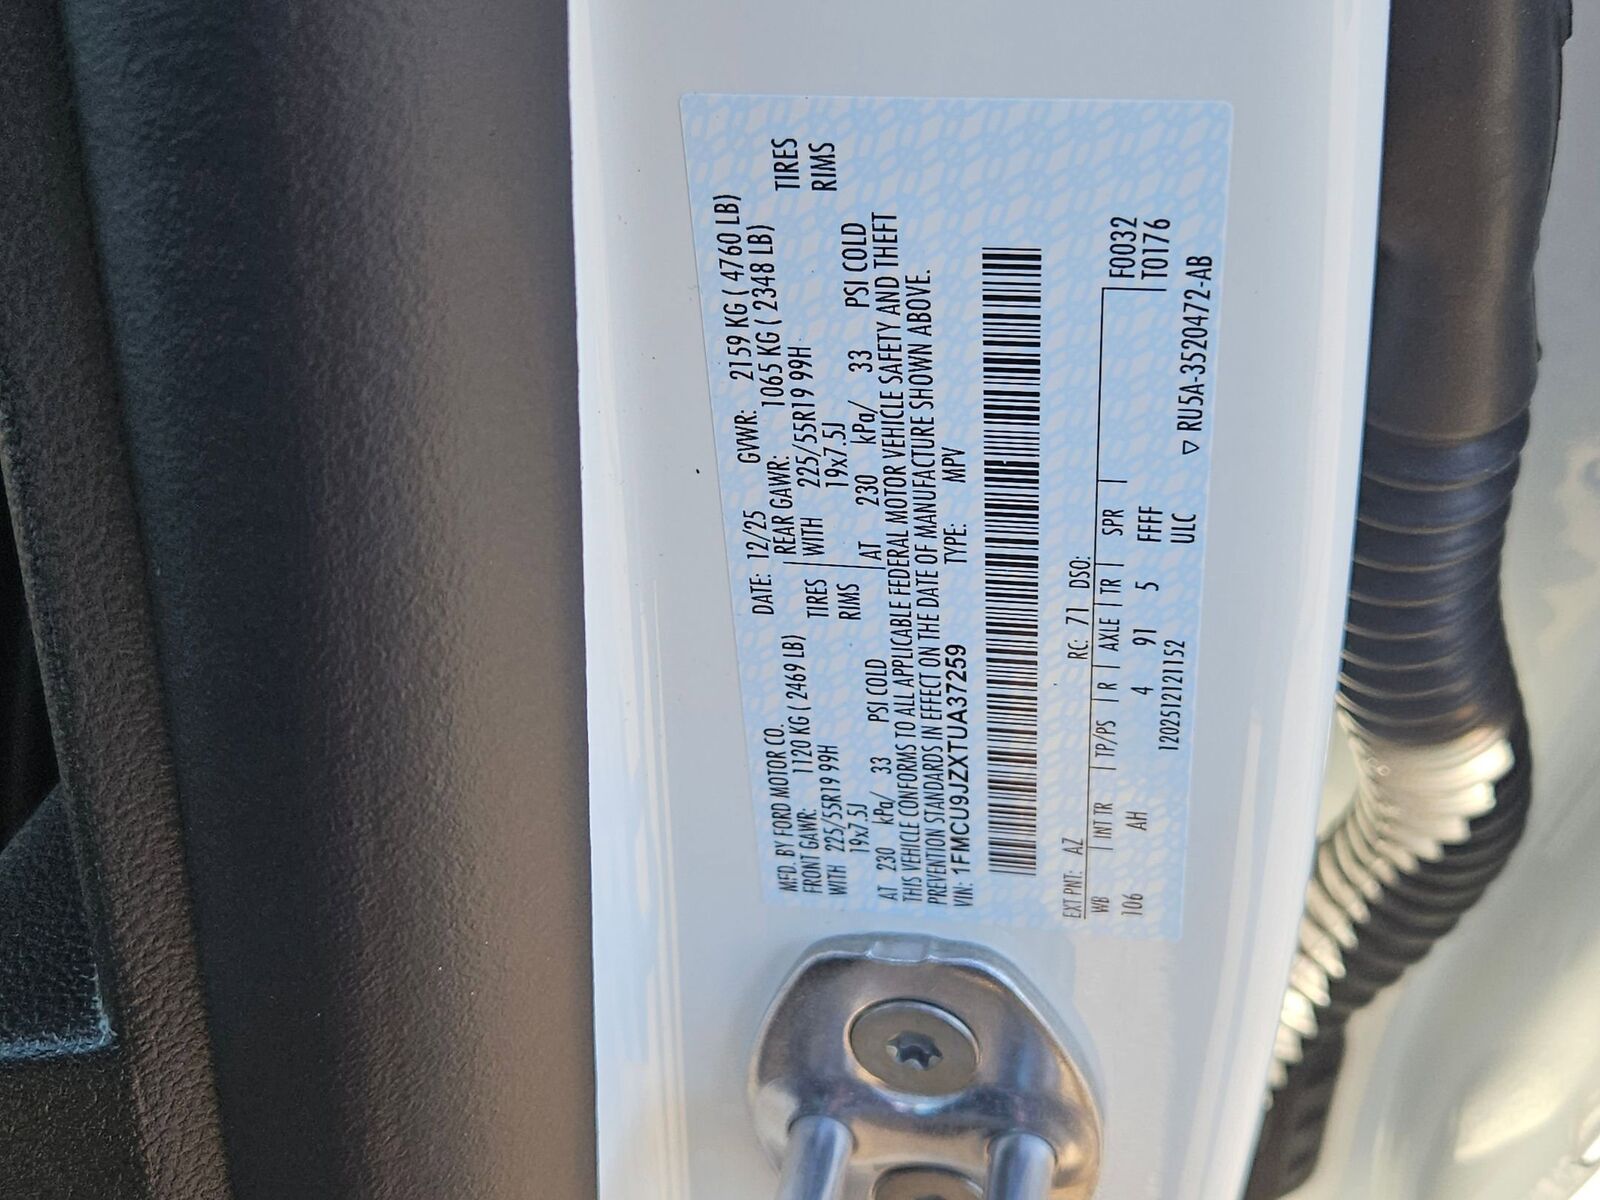 MFD. BY FORD MOTOR CO.
DATE: 12/25 GVWR: 2159 KG ( 4760 LB)
FRONT GAWR: 1120 KG ( 2469 LB) REAR GAWR: 1065 KG ( 2348 LB)
WITH 225/55R19 99H TIRES WITH 225/55R19 99H TIRES
19x7.5J RIMS 19x7.5J RIMS
AT 230 kPa/ 33 PSI COLD AT 230 kPa/ 33 PSI COLD
THIS VEHICLE CONFORMS TO ALL APPLICABLE FEDERAL MOTOR VEHICLE SAFETY AND THEFT
PREVENTION STANDARDS IN EFFECT ON THE DATE OF MANUFACTURE SHOWN ABOVE.
VIN: 1FMCU9JZXTUA37259 TYPE: MPV
EXT PNT: AZ RC: 71 DSO:
WB INT TR TP/PS R AXLE TR SPR F0032
106 AH 4 91 5 FFFF T0176
1202512121152 ULC ▽ RU5A-3520472-AB